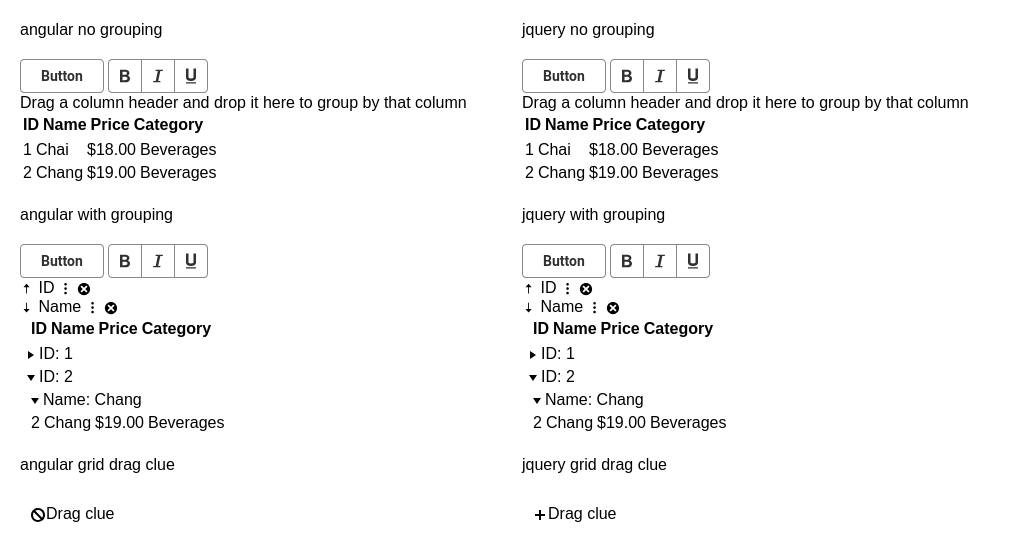 angular no grouping
Button B I U
Drag a column header and drop it here to group by that column
ID Name Price Category
1 Chai $18.00 Beverages
2 Chang $19.00 Beverages
angular with grouping
Button B I U
↑ ID
↓ Name
ID Name Price Category
ID: 1
ID: 2
Name: Chang
2 Chang $19.00 Beverages
angular grid drag clue
Drag clue
jquery no grouping
Button B I U
Drag a column header and drop it here to group by that column
ID Name Price Category
1 Chai $18.00 Beverages
2 Chang $19.00 Beverages
jquery with grouping
Button B I U
↑ ID
↓ Name
ID Name Price Category
ID: 1
ID: 2
Name: Chang
2 Chang $19.00 Beverages
jquery grid drag clue
Drag clue